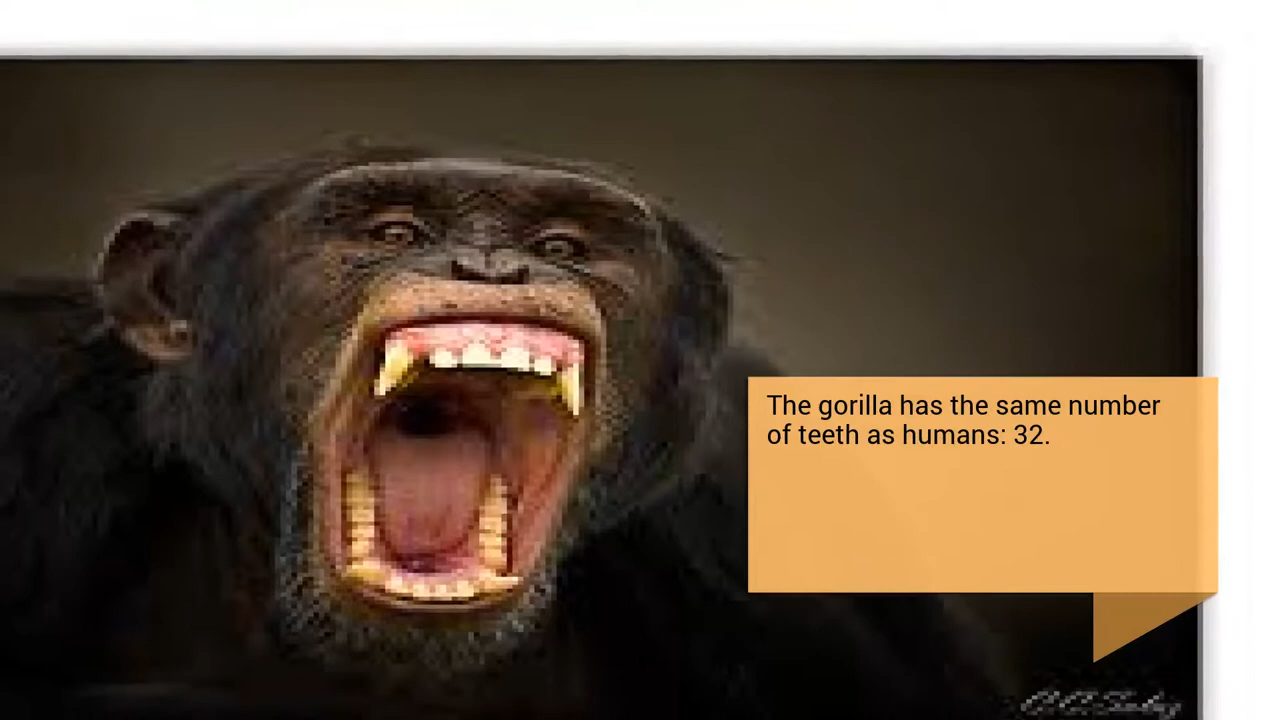 The gorilla has the same number
of teeth as humans: 32.